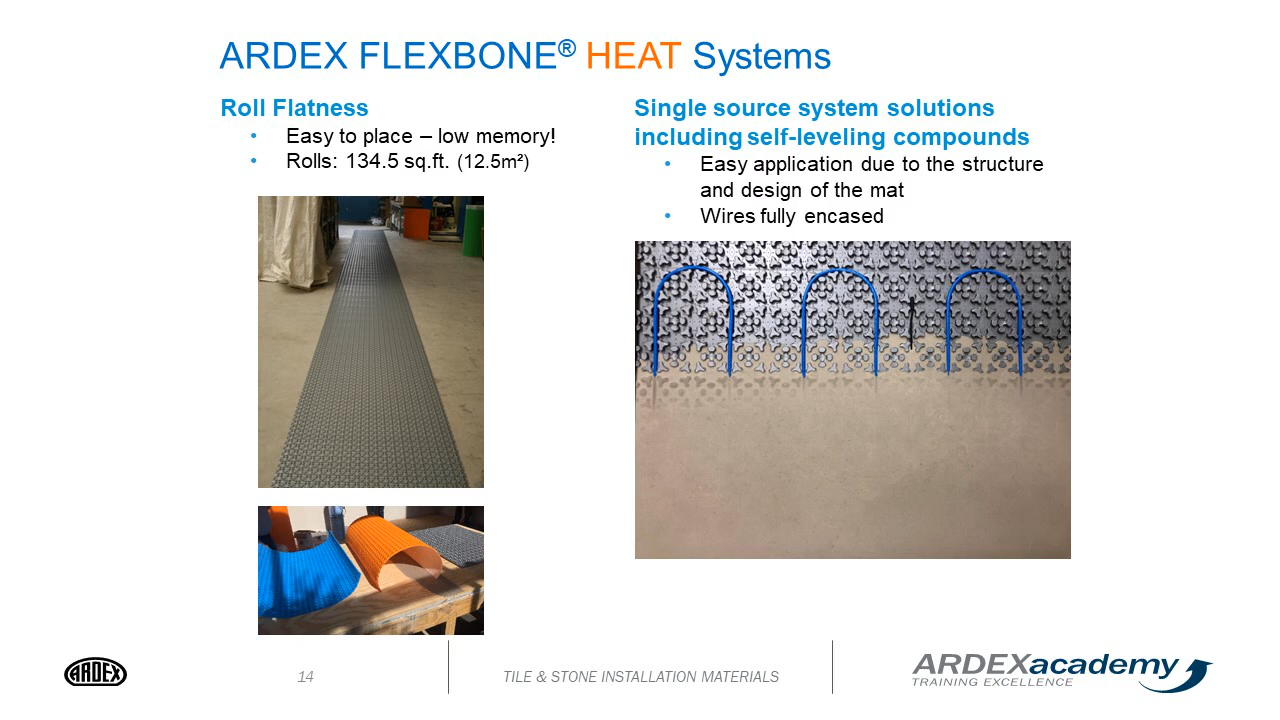 ARDEX FLEXBONE® HEAT Systems
Roll Flatness
• Easy to place – low memory!
• Rolls: 134.5 sq.ft. (12.5m²)
Single source system solutions
including self-leveling compounds
• Easy application due to the structure
and design of the mat
• Wires fully encased
ARDEX
14
TILE & STONE INSTALLATION MATERIALS
ARDEXacademy
TRAINING EXCELLENCE